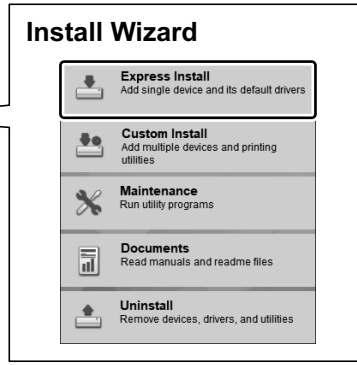 Install Wizard
Express Install
Add single device and its default drivers
Custom Install
Add multiple devices and printing
utilities
Maintenance
Run utility programs
Documents
Read manuals and readme files
Uninstall
Remove devices, drivers, and utilities